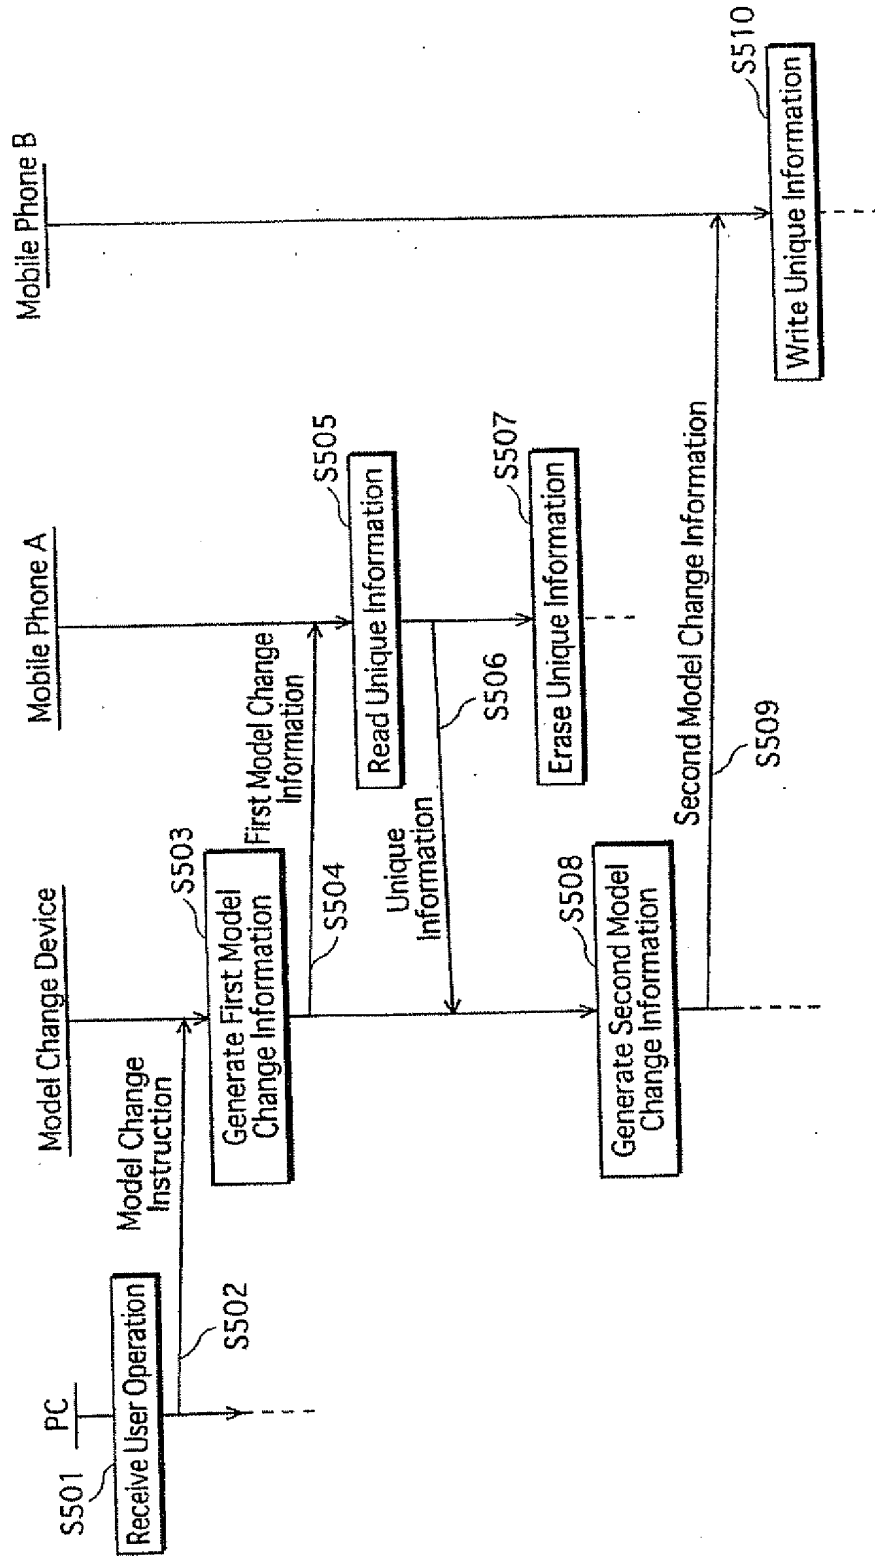 PC
Model Change Device
Mobile Phone A
Mobile Phone B
S501
Receive User Operation
Model Change
Instruction
S502
S503
Generate First Model
Change Information
First Model Change
Information
S504
S505
Read Unique Information
Unique
Information
S506
S507
Erase Unique Information
S508
Generate Second Model
Change Information
Second Model Change Information
S509
S510
Write Unique Information